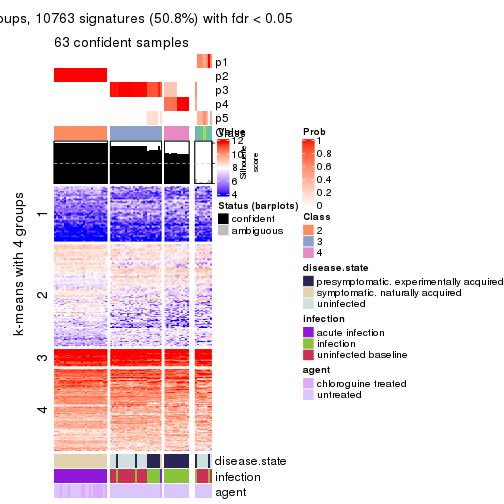 oups, 10763 signatures (50.8%) with fdr < 0.05
63 confident samples
p1
p2
p3
p4
p5
Class
Value
12
10
8
6
4
Silhouette
score
Status (barplots)
confident
ambiguous
Prob
1
0.8
0.6
0.4
0.2
0
Class
2
3
4
disease.state
presymptomatic. experimentally acquired
symptomatic. naturally acquired
uninfected
infection
acute infection
infection
uninfected baseline
agent
chloroguine treated
untreated
k-means with 4 groups
1
2
3
4
disease.state
infection
agent